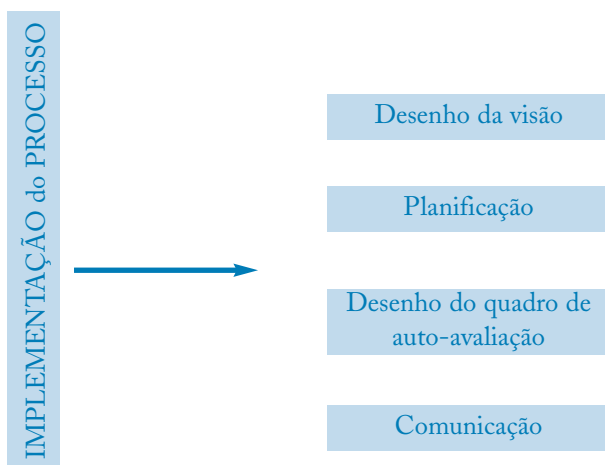 IMPLEMENTAÇÃO do PROCESSO
Desenho da visão
Planificação
Desenho do quadro de
auto-avaliação
Comunicação